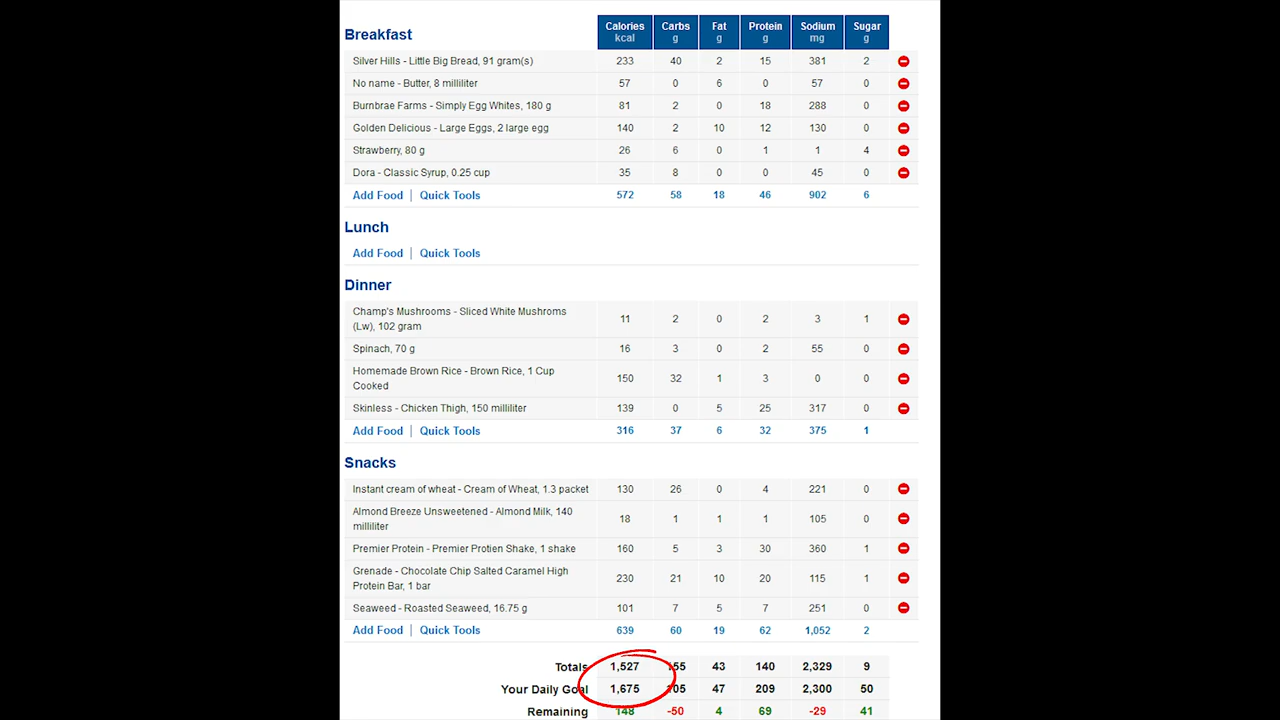 Breakfast Calories Carbs Fat Protein Sodium Sugar
kcal g g g mg g
Silver Hills - Little Big Bread, 91 gram(s) 233 40 2 15 381 2
No name - Butter, 8 milliliter 57 0 6 0 57 0
Burnbrae Farms - Simply Egg Whites, 180 g 81 2 0 18 288 0
Golden Delicious - Large Eggs, 2 large egg 140 2 10 12 130 0
Strawberry, 80 g 26 6 0 1 1 4
Dora - Classic Syrup, 0.25 cup 35 8 0 0 45 0
Add Food | Quick Tools 572 58 18 46 902 6
Lunch
Add Food | Quick Tools
Dinner
Champ's Mushrooms - Sliced White Mushroms
(Lw), 102 gram 11 2 0 2 3 1
Spinach, 70 g 16 3 0 2 55 0
Homemade Brown Rice - Brown Rice, 1 Cup
Cooked 150 32 1 3 0 0
Skinless - Chicken Thigh, 150 milliliter 139 0 5 25 317 0
Add Food | Quick Tools 316 37 6 32 375 1
Snacks
Instant cream of wheat - Cream of Wheat, 1.3 packet 130 26 0 4 221 0
Almond Breeze Unsweetened - Almond Milk, 140
milliliter 18 1 1 1 105 0
Premier Protein - Premier Protien Shake, 1 shake 160 5 3 30 360 1
Grenade - Chocolate Chip Salted Caramel High
Protein Bar, 1 bar 230 21 10 20 115 1
Seaweed - Roasted Seaweed, 16.75 g 101 7 5 7 251 0
Add Food | Quick Tools 639 60 19 62 1,052 2
Totals 1,527 155 43 140 2,329 9
Your Daily Goal 1,675 105 47 209 2,300 50
Remaining 148 -50 4 69 -29 41